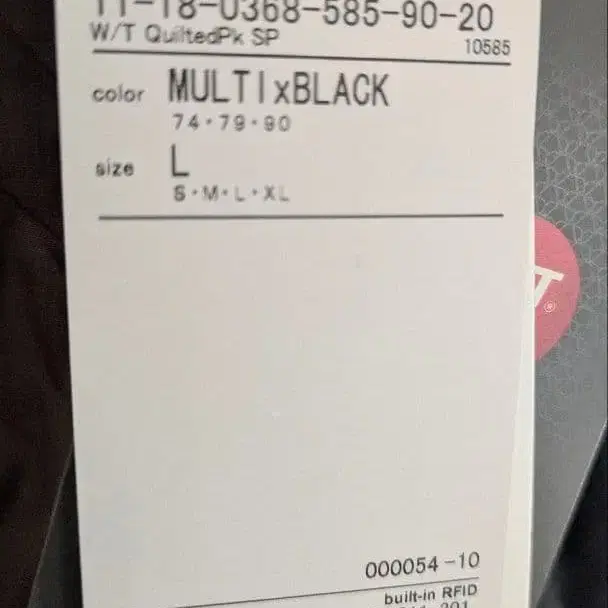 11-18-0368-585-90-20
W/T QuiltedPk SP
10585
color MULTIxBLACK
74・79・90
size L
S・M・L・XL
000054-10
built-in RFID